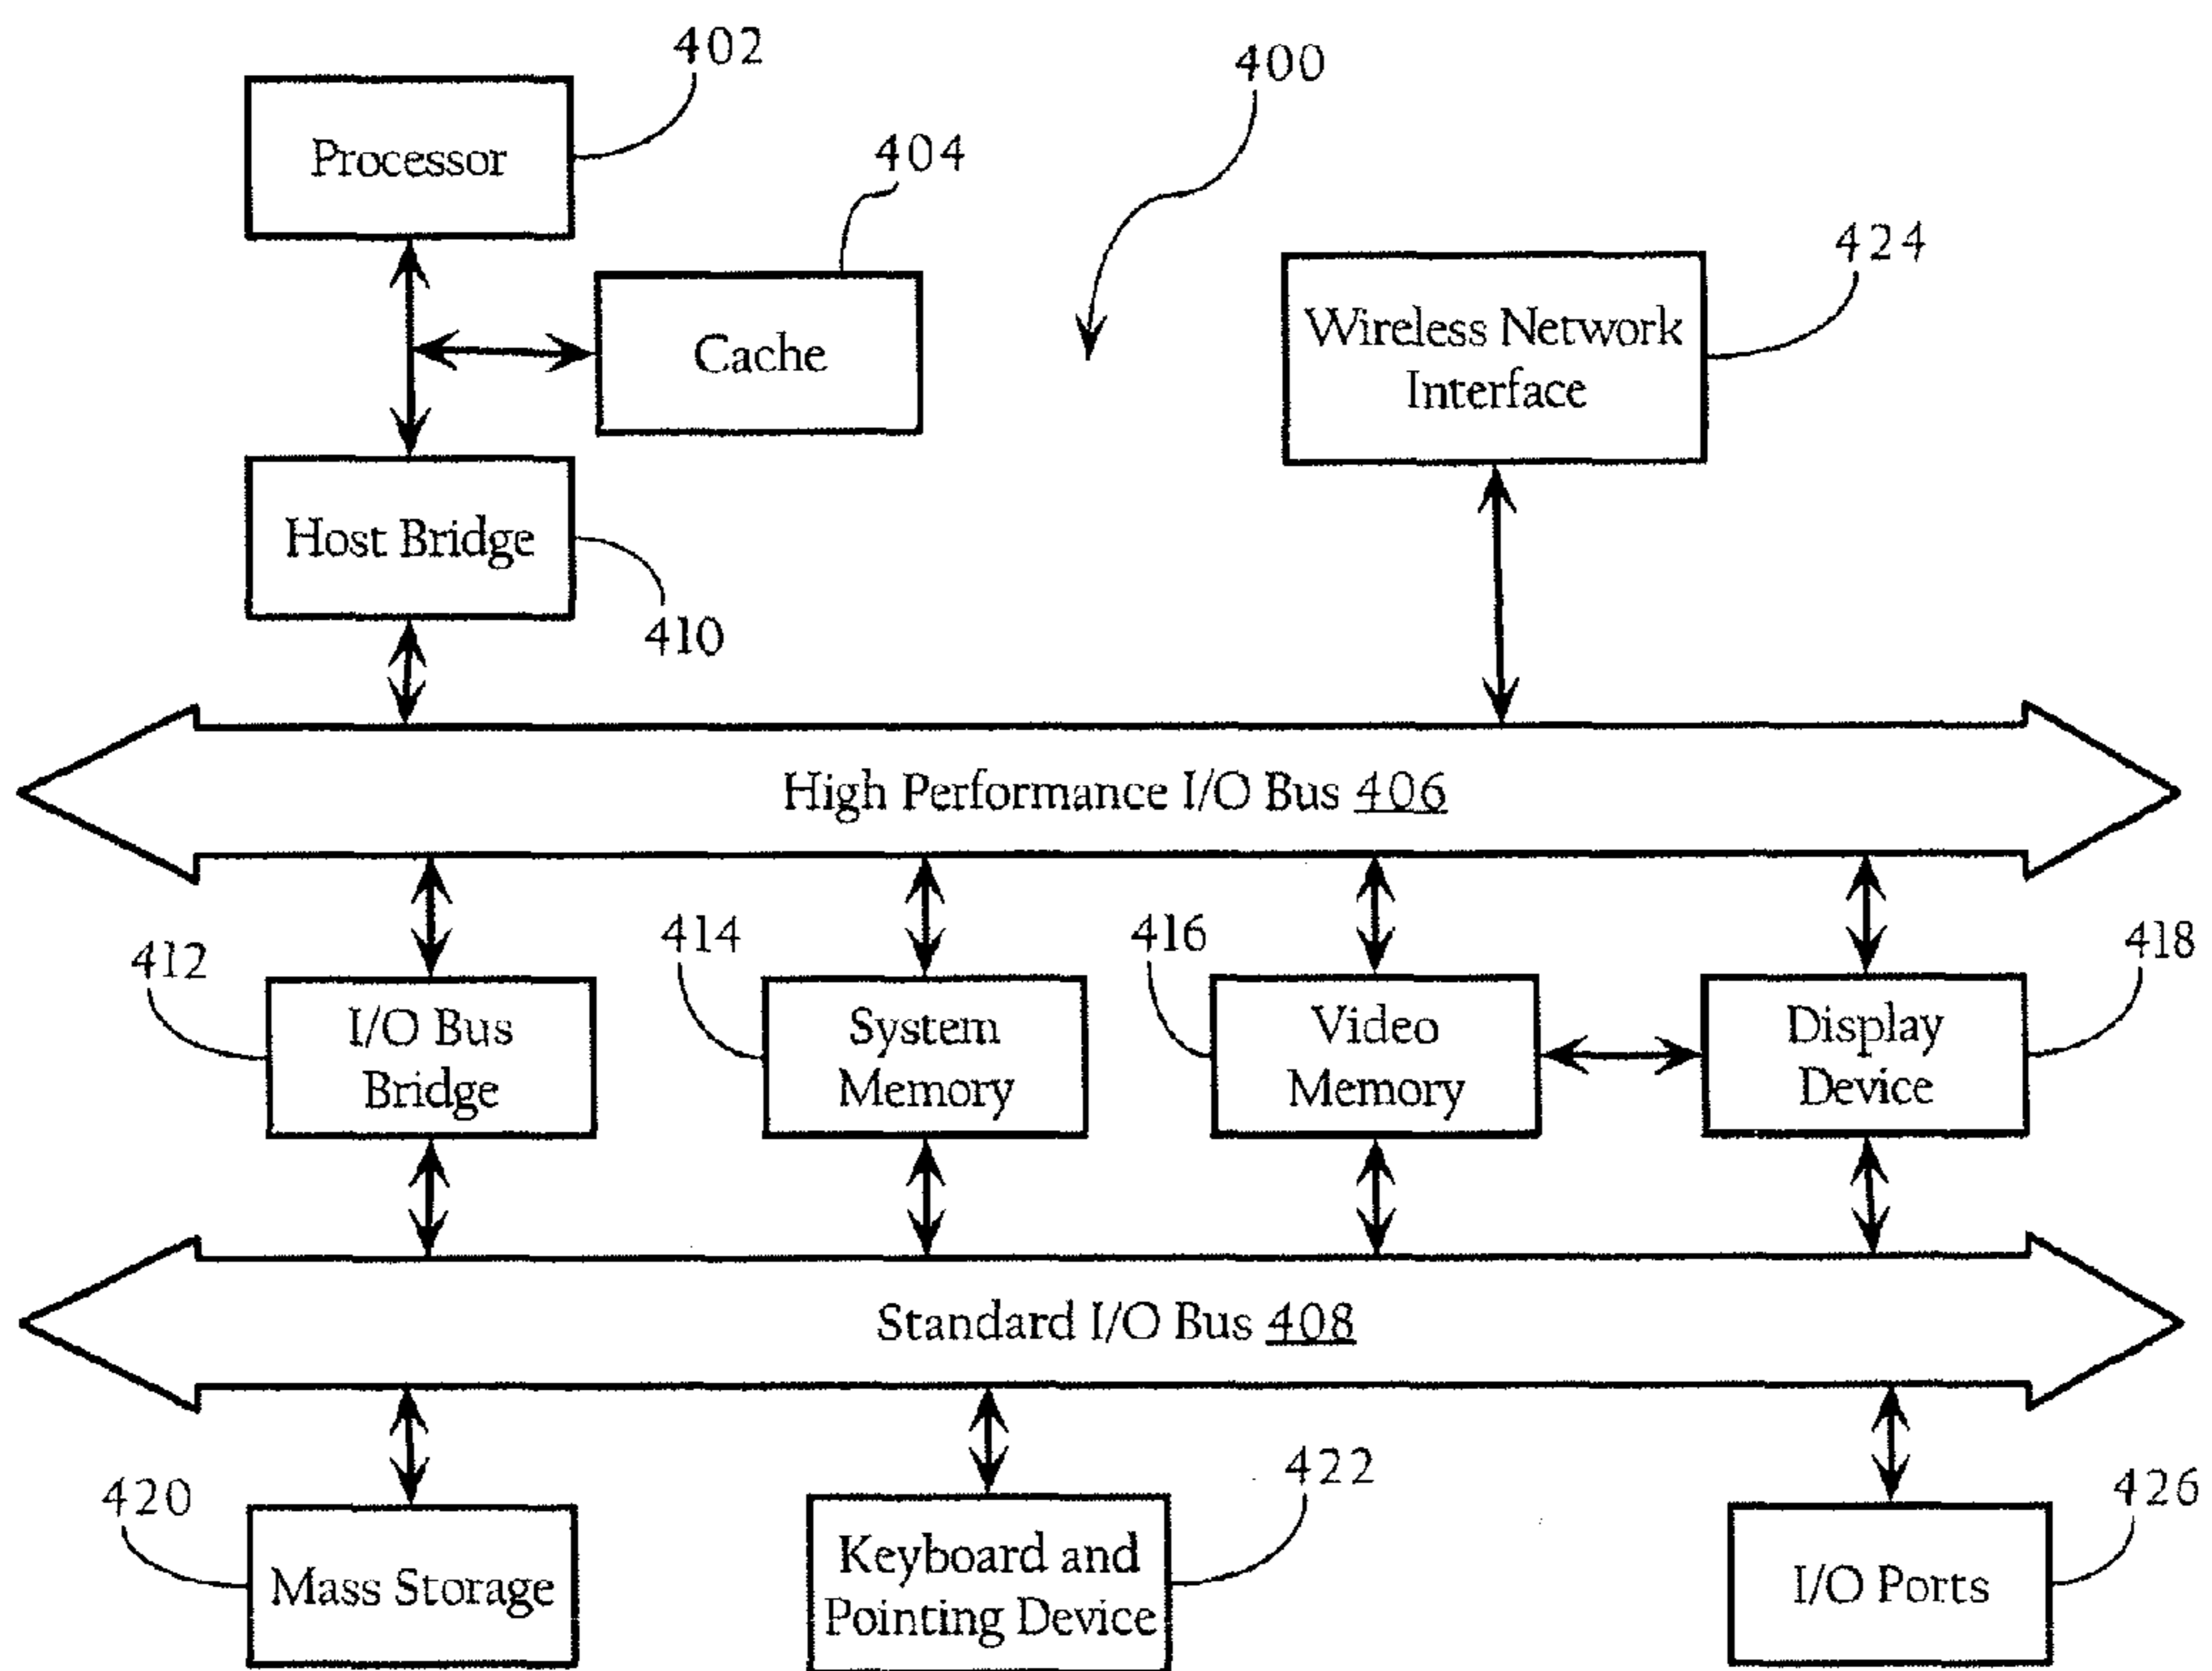 402
400
Processor
404
424
Cache
Wireless Network
Interface
Host Bridge
410
High Performance I/O Bus 406
412
414
416
418
I/O Bus
Bridge
System
Memory
Video
Memory
Display
Device
Standard I/O Bus 408
420
422
426
Mass Storage
Keyboard and
Pointing Device
I/O Ports